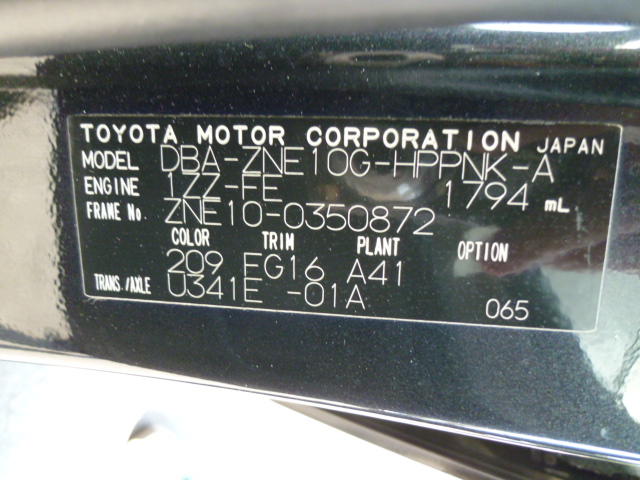 TOYOTA MOTOR CORPORATION JAPAN
MODEL DBA-ZNE10G-HPPNK-A
ENGINE 1ZZ-FE 1794 mL
FRAME No. ZNE10-0350872
COLOR TRIM PLANT OPTION
209 FG16 A41
TRANS./AXLE U341E -01A
065